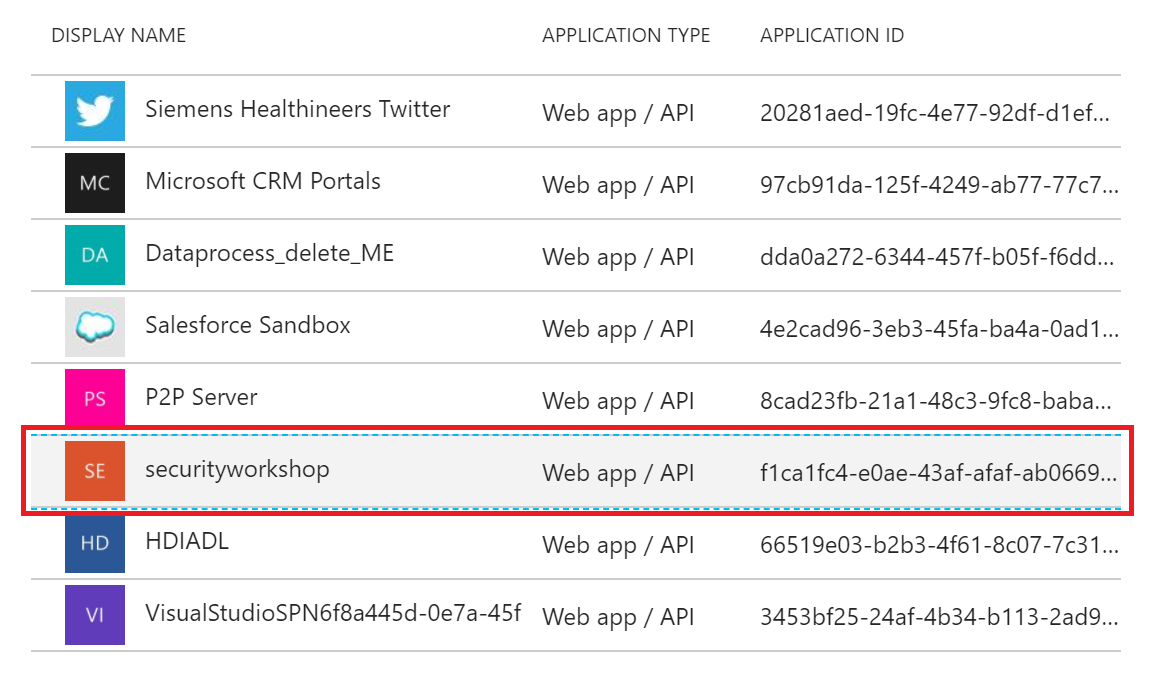 DISPLAY NAME APPLICATION TYPE APPLICATION ID
Siemens Healthineers Twitter Web app / API 20281aed-19fc-4e77-92df-d1ef...
MC Microsoft CRM Portals Web app / API 97cb91da-125f-4249-ab77-77c7...
DA Dataprocess_delete_ME Web app / API dda0a272-6344-457f-b05f-f6dd...
Salesforce Sandbox Web app / API 4e2cad96-3eb3-45fa-ba4a-0ad1...
PS P2P Server Web app / API 8cad23fb-21a1-48c3-9fc8-baba...
SE securityworkshop Web app / API f1ca1fc4-e0ae-43af-afaf-ab0669...
HD HDIADL Web app / API 66519e03-b2b3-4f61-8c07-7c31...
VI VisualStudioSPN6f8a445d-0e7a-45f Web app / API 3453bf25-24af-4b34-b113-2ad9...